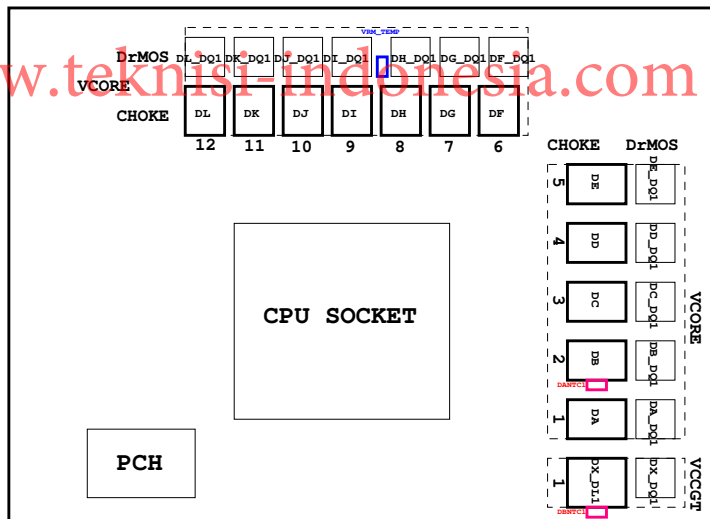 VRM_TEMP
DrMOS DL_DQ1 DK_DQ1 DJ_DQ1 DI_DQ1 DH_DQ1 DG_DQ1 DF_DQ1
w.teknisi-indonesia.com
VCORE
CHOKE DL DK DJ DI DH DG DF
12 11 10 9 8 7 6
CHOKE DrMOS
5 DE DE_DQ1
4 DD DD_DQ1
3 DC DC_DQ1
VCORE
CPU SOCKET
2 DB DB_DQ1
DANTC1
1 DA DA_DQ1
PCH
1 DX_DL1 DX_DQ1 VCCGT
DBNTC1